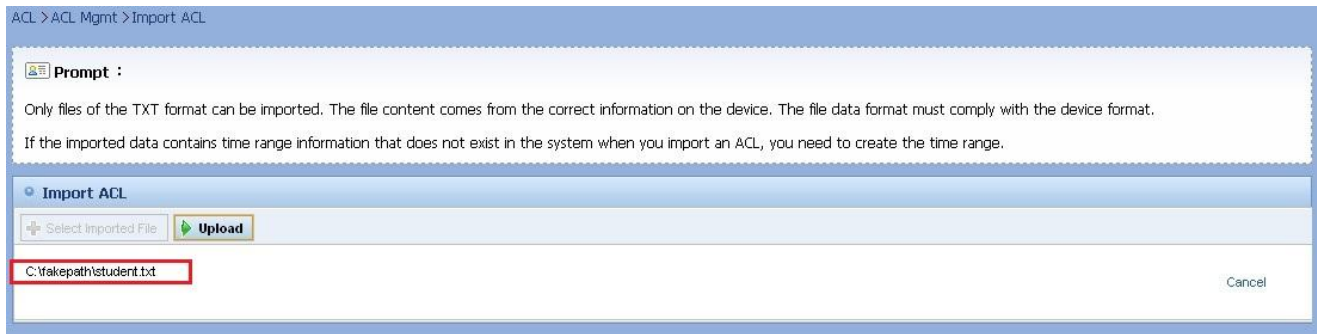 ACL >ACL Mgmt >Import ACL
Prompt :
Only files of the TXT format can be imported. The file content comes from the correct information on the device. The file data format must comply with the device format.
If the imported data contains time range information that does not exist in the system when you import an ACL, you need to create the time range.
Import ACL
Select Imported File Upload
C:\fakepath\student.txt
Cancel